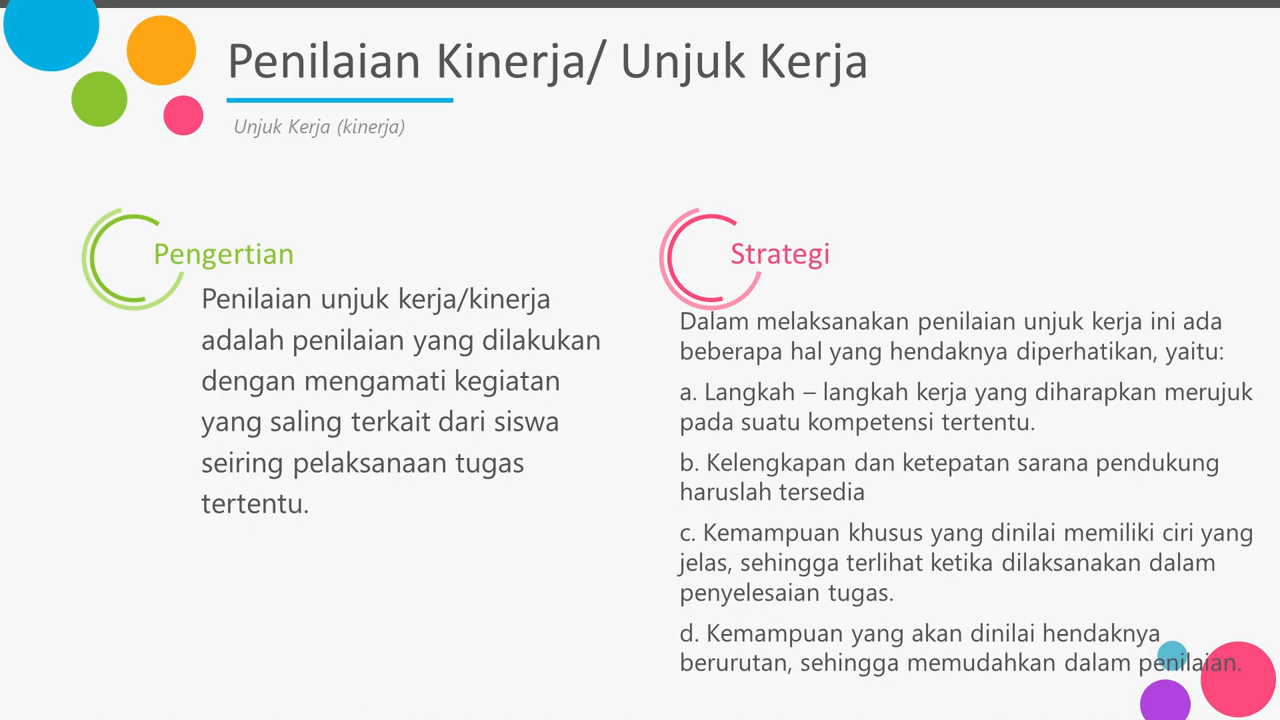 Penilaian Kinerja/ Unjuk Kerja
Unjuk Kerja (kinerja)
Pengertian
Penilaian unjuk kerja/kinerja
adalah penilaian yang dilakukan
dengan mengamati kegiatan
yang saling terkait dari siswa
seiring pelaksanaan tugas
tertentu.
Strategi
Dalam melaksanakan penilaian unjuk kerja ini ada
beberapa hal yang hendaknya diperhatikan, yaitu:
a. Langkah – langkah kerja yang diharapkan merujuk
pada suatu kompetensi tertentu.
b. Kelengkapan dan ketepatan sarana pendukung
haruslah tersedia
c. Kemampuan khusus yang dinilai memiliki ciri yang
jelas, sehingga terlihat ketika dilaksanakan dalam
penyelesaian tugas.
d. Kemampuan yang akan dinilai hendaknya
berurutan, sehingga memudahkan dalam penilaian.